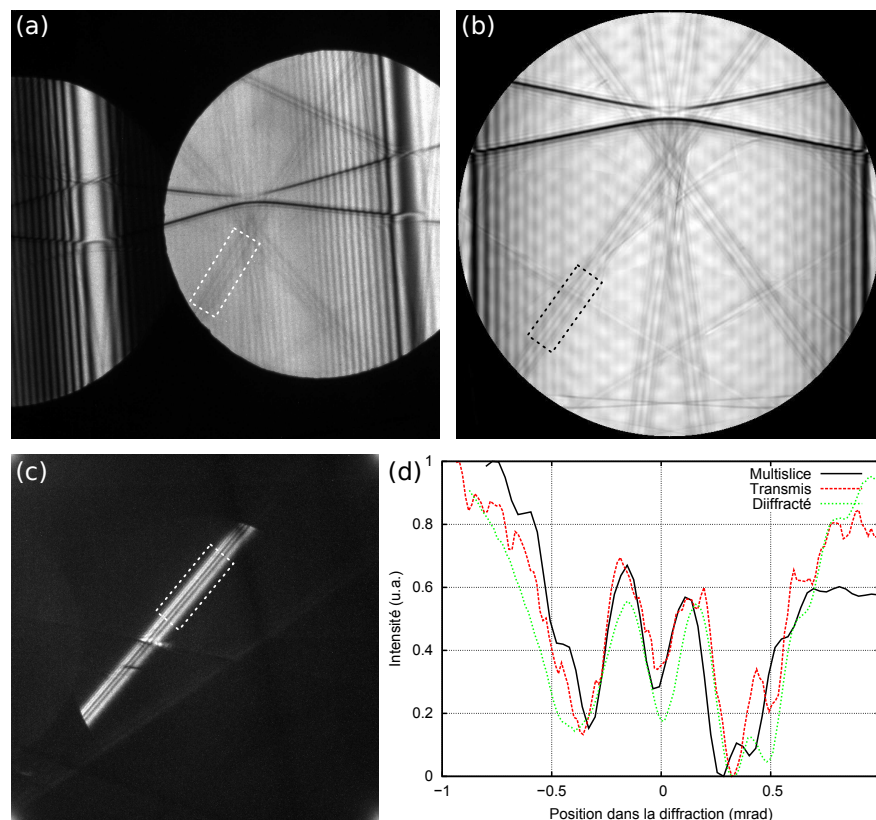 (a)
(b)
(c)
(d)
Multislice
Transmis
Diiffracté
Intensité (u.a.)
1
0.8
0.6
0.4
0.2
0
−1
−0.5
0
0.5
Position dans la diffraction (mrad)